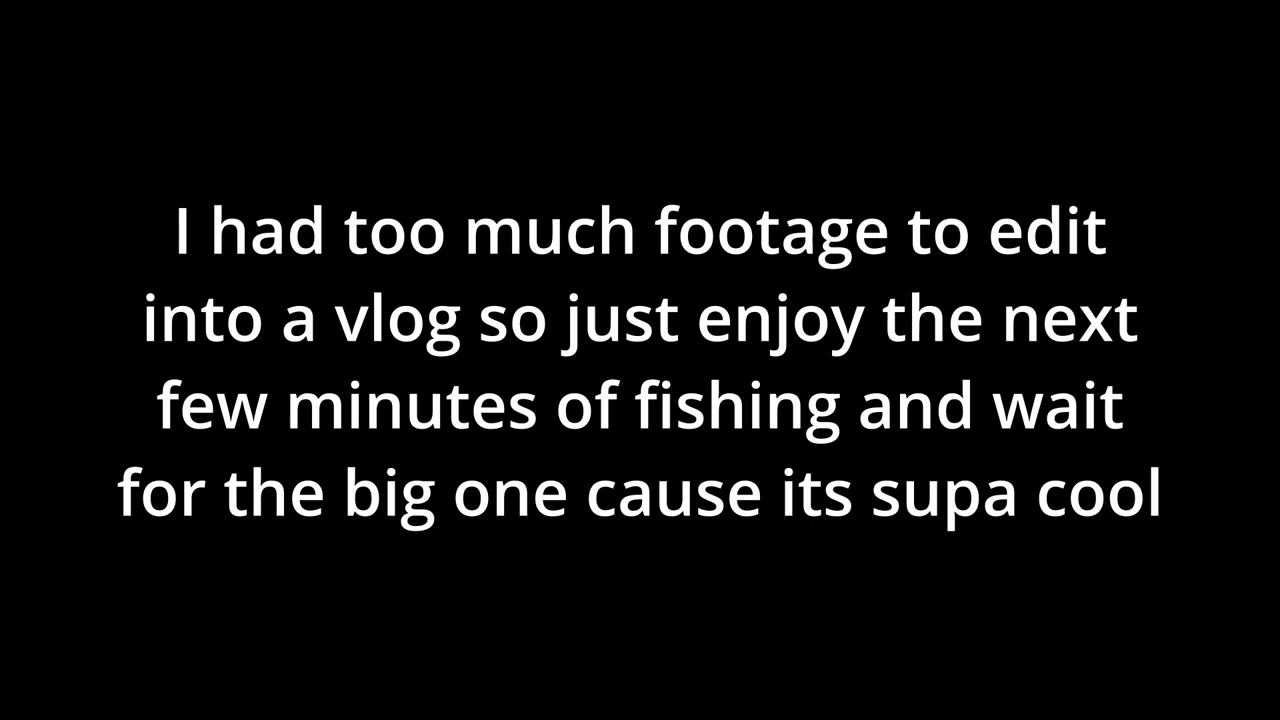 I had too much footage to edit
into a vlog so just enjoy the next
few minutes of fishing and wait
for the big one cause its supa cool